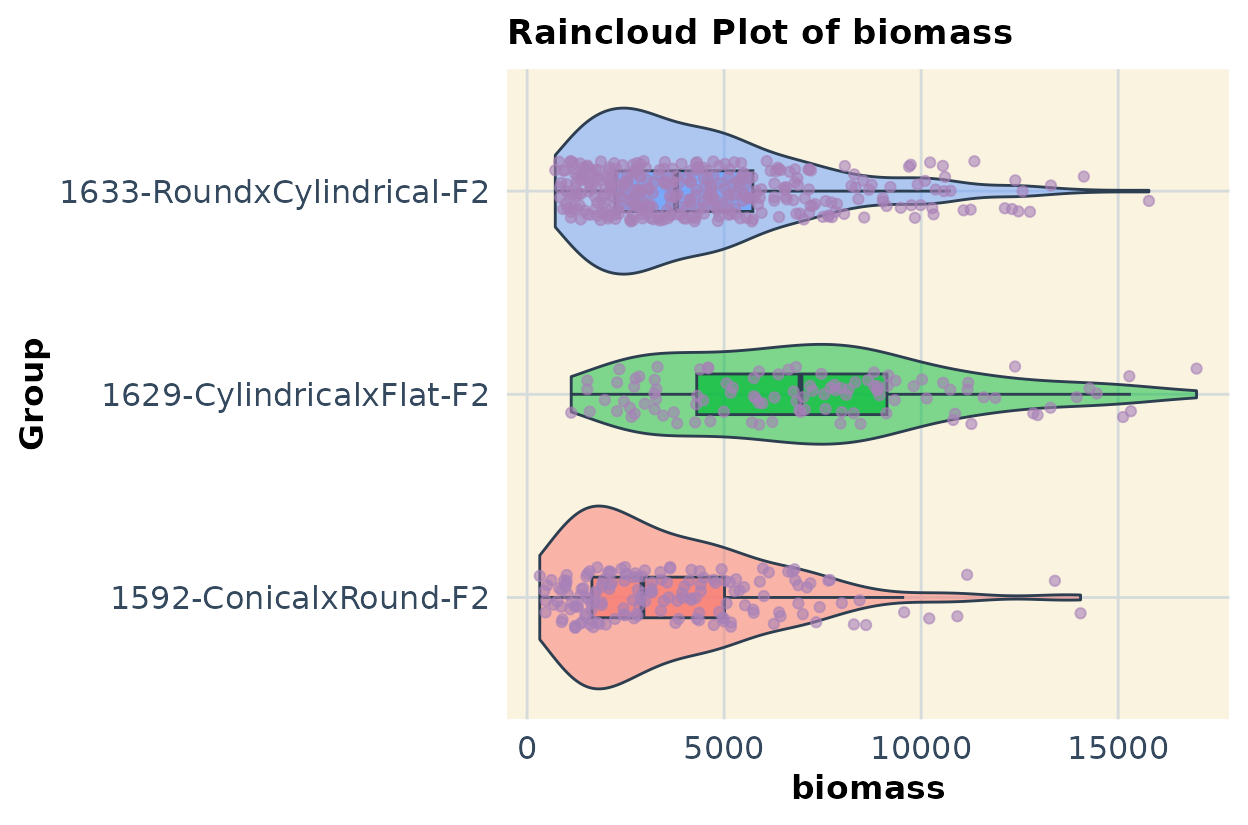 Raincloud Plot of biomass
Group
1633-RoundxCylindrical-F2
1629-CylindricalxFlat-F2
1592-ConicalxRound-F2
0 5000 10000 15000
biomass